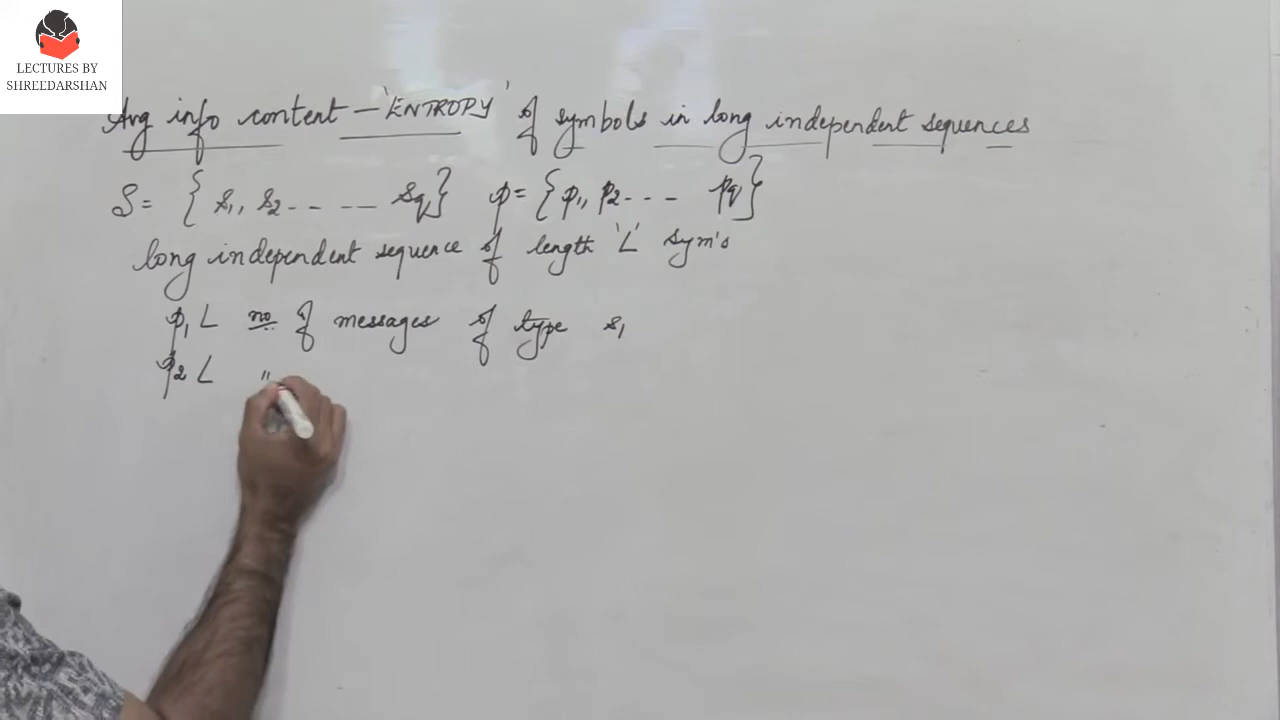 LECTURES BY
SHREEDARSHAN
Avg info content – 'ENTROPY' of symbols in long independent sequences
S = { s₁, s₂ - - - - - sq} p = { p₁, p₂ - - - pq}
long independent sequence of length 'L' sym's
p₁ L no. of messages of type s₁
p₂ L "